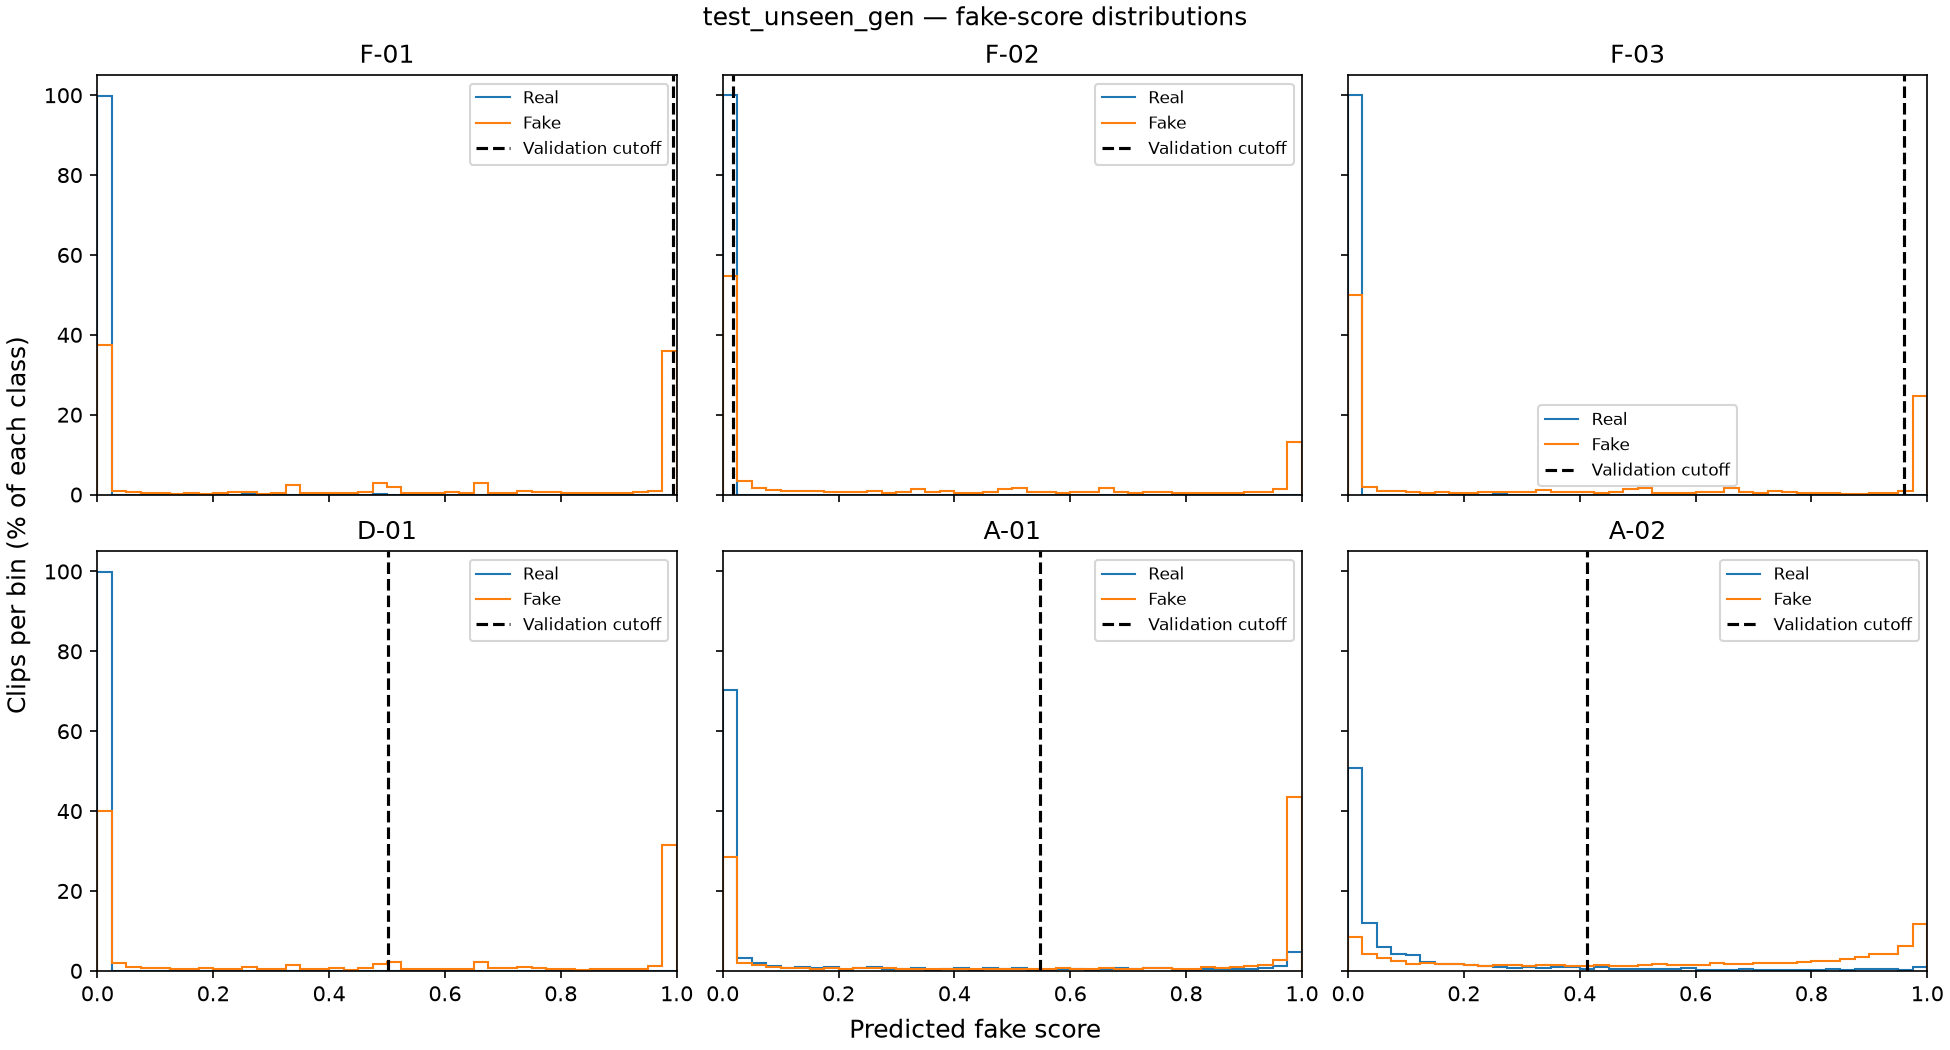 test_unseen_gen — fake-score distributions
F-01
F-02
F-03
Clips per bin (% of each class)
100
80
60
40
20
0
Real
Fake
Validation cutoff
Real
Fake
Validation cutoff
Real
Fake
Validation cutoff
D-01
A-01
A-02
100
80
60
40
20
0
Real
Fake
Validation cutoff
Real
Fake
Validation cutoff
Real
Fake
Validation cutoff
0.0 0.2 0.4 0.6 0.8 1.0
0.0 0.2 0.4 0.6 0.8 1.0
0.0 0.2 0.4 0.6 0.8 1.0
Predicted fake score